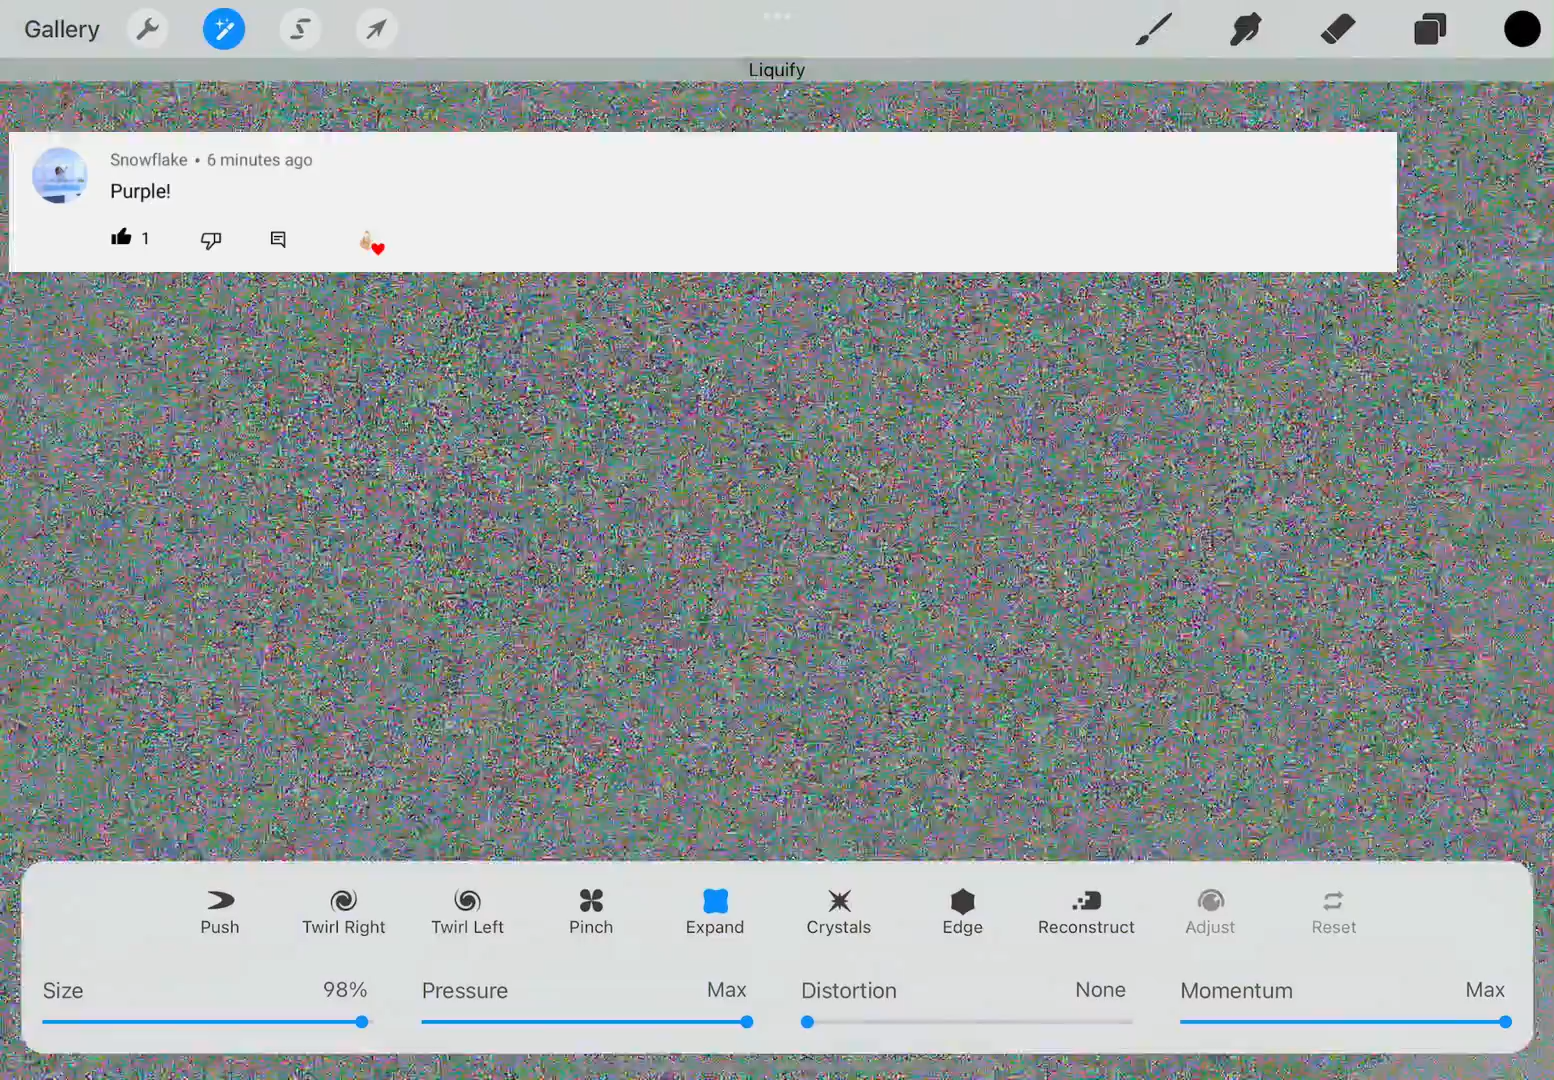 Gallery
Liquify
Snowflake • 6 minutes ago
Purple!
1
Push Twirl Right Twirl Left Pinch Expand Crystals Edge Reconstruct Adjust Reset
Size 98% Pressure Max Distortion None Momentum Max